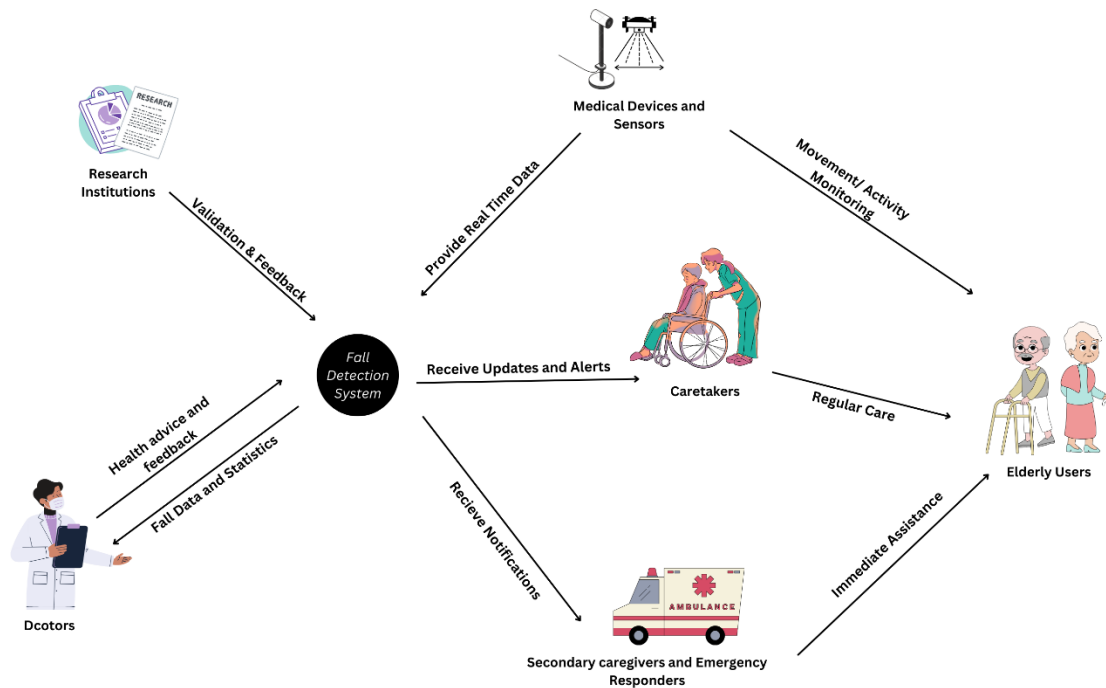 RESEARCH
Research
Institutions
Medical Devices and
Sensors
Validation & Feedback
Provide Real Time Data
Movement/ Activity
Monitoring
Fall
Detection
System
Receive Updates and Alerts
Caretakers
Regular Care
Elderly Users
Health advice and
feedback
Fall Data and Statistics
Recieve Notifications
Immediate Assistance
Dcotors
AMBULANCE
Secondary caregivers and Emergency
Responders